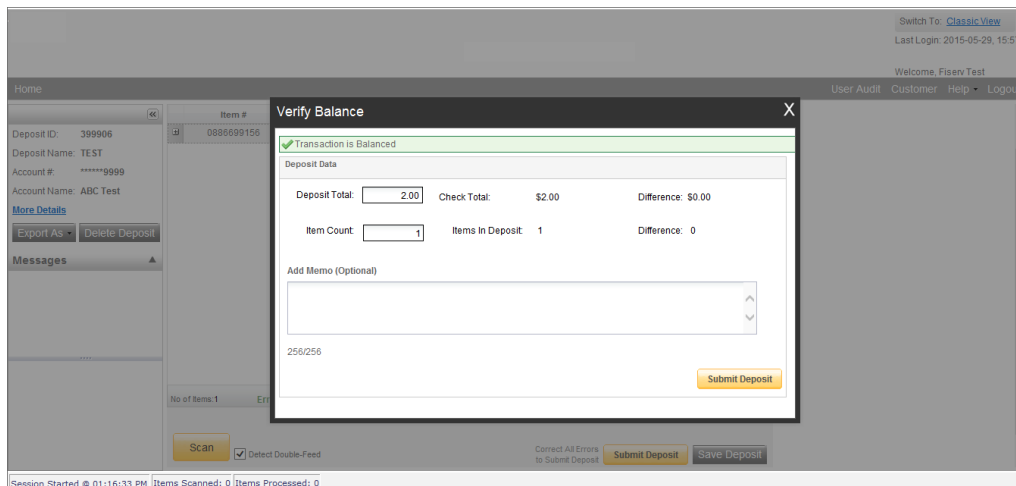 Switch To: Classic View
Last Login: 2015-05-29, 15:5
Welcome, Fiserv Test
Home
User Audit Customer Help Logou
Item #
0886699156
Deposit ID: 399906
Deposit Name: TEST
Account #: ******9999
Account Name: ABC Test
More Details
Export As Delete Deposit
Messages
Verify Balance X
Transaction is Balanced
Deposit Data
Deposit Total: 2.00 Check Total: $2.00 Difference: $0.00
Item Count: 1 Items In Deposit: 1 Difference: 0
Add Memo (Optional)
256/256
Submit Deposit
No of Items:1 Err
Scan Detect Double-Feed
Correct All Errors
to Submit Deposit
Submit Deposit Save Deposit
Session Started @ 01:16:33 PM Items Scanned: 0 Items Processed: 0